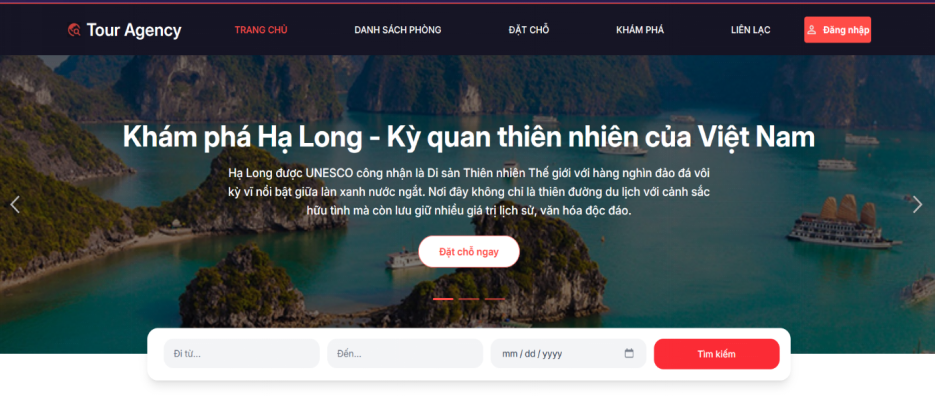 Tour Agency
TRANG CHỦ
DANH SÁCH PHÒNG
ĐẶT CHỖ
KHÁM PHÁ
LIÊN LẠC
Đăng nhập
Khám phá Hạ Long - Kỳ quan thiên nhiên của Việt Nam
Hạ Long được UNESCO công nhận là Di sản Thiên nhiên Thế giới với hàng nghìn đảo đá vôi
kỳ vĩ nổi bật giữa làn xanh nước ngắt. Nơi đây không chỉ là thiên đường du lịch với cảnh sắc
hữu tình mà còn lưu giữ nhiều giá trị lịch sử, văn hóa độc đáo.
Đặt chỗ ngay
Đi từ...
Đến...
mm / dd / yyyy
Tìm kiếm